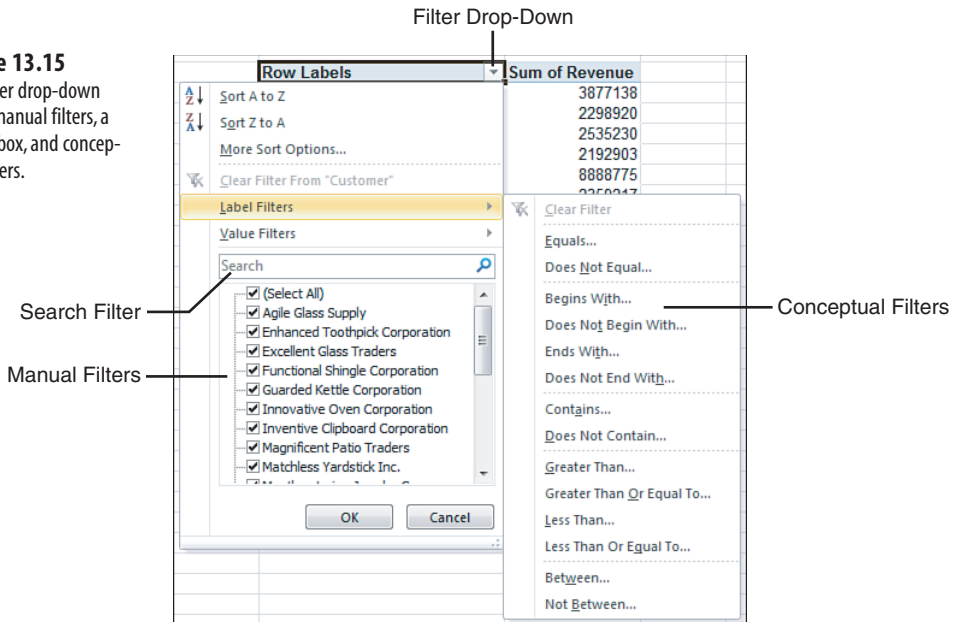 Filter Drop-Down
e 13.15
er drop-down
manual filters, a
box, and concep-
ers.
Row Labels
Sum of Revenue
3877138
2298920
2535230
2192903
8888775
Sort A to Z
Sort Z to A
More Sort Options...
Clear Filter From "Customer"
Label Filters
Value Filters
Search
(Select All)
Agile Glass Supply
Enhanced Toothpick Corporation
Excellent Glass Traders
Functional Shingle Corporation
Guarded Kettle Corporation
Innovative Oven Corporation
Inventive Clipboard Corporation
Magnificent Patio Traders
Matchless Yardstick Inc.
OK
Cancel
Clear Filter
Equals...
Does Not Equal...
Begins With...
Does Not Begin With...
Ends With...
Does Not End With...
Contains...
Does Not Contain...
Greater Than...
Greater Than Or Equal To...
Less Than...
Less Than Or Equal To...
Between...
Not Between...
Search Filter
Manual Filters
Conceptual Filters